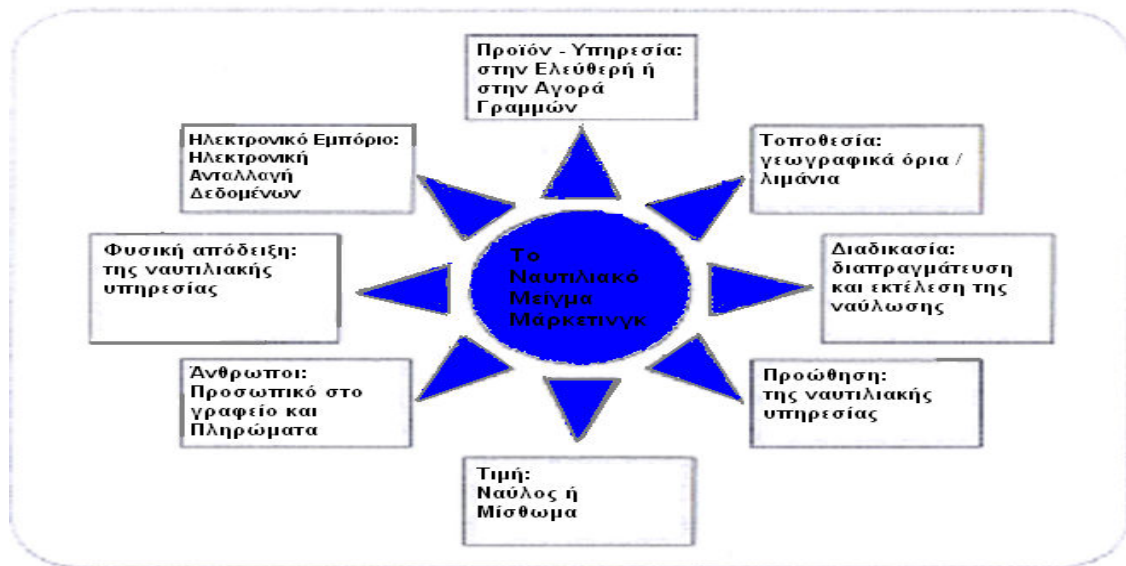 Προϊόν - Υπηρεσία:
στην Ελεύθερή ή
στην Αγορά
Γραμμών
Ηλεκτρονικό Εμπόριο:
Ηλεκτρονική
Ανταλλαγή
Δεδομένων
Τοποθεσία:
γεωγραφικά όρια /
λιμάνια
Φυσική απόδειξη:
της ναυτιλιακής
υπηρεσίας
Το
Ναυτιλιακό
Μείγμα
Μάρκετινγκ
Διαδικασία:
διαπραγμάτευση
και εκτέλεση της
ναύλωσης
Άνθρωποι:
Προσωπικό στο
γραφείο και
Πληρώματα
Προώθηση:
της ναυτιλιακής
υπηρεσίας
Τιμή:
Ναύλος ή
Μίσθωμα